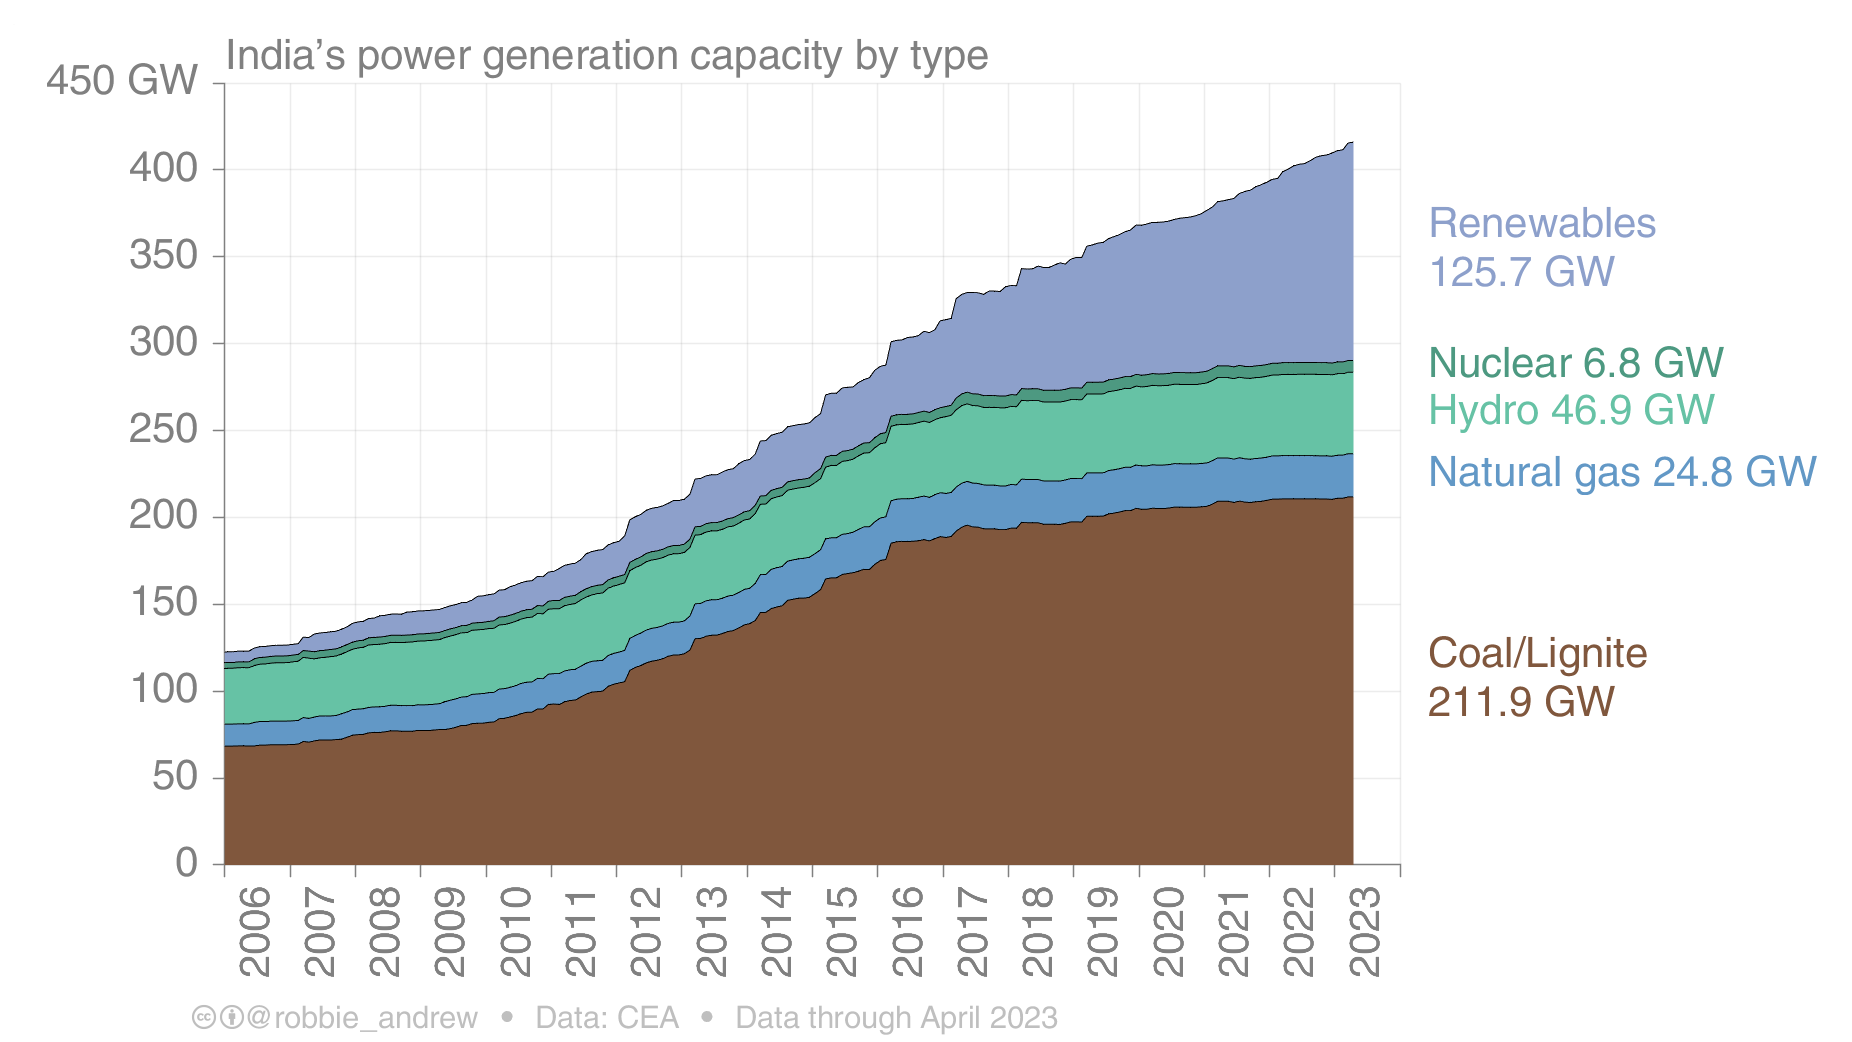 India’s power generation capacity by type
450 GW
400
350
300
250
200
150
100
50
0
2006
2007
2008
2009
2010
2011
2012
2013
2014
2015
2016
2017
2018
2019
2020
2021
2022
2023
Renewables
125.7 GW
Nuclear 6.8 GW
Hydro 46.9 GW
Natural gas 24.8 GW
Coal/Lignite
211.9 GW
@robbie_andrew • Data: CEA • Data through April 2023